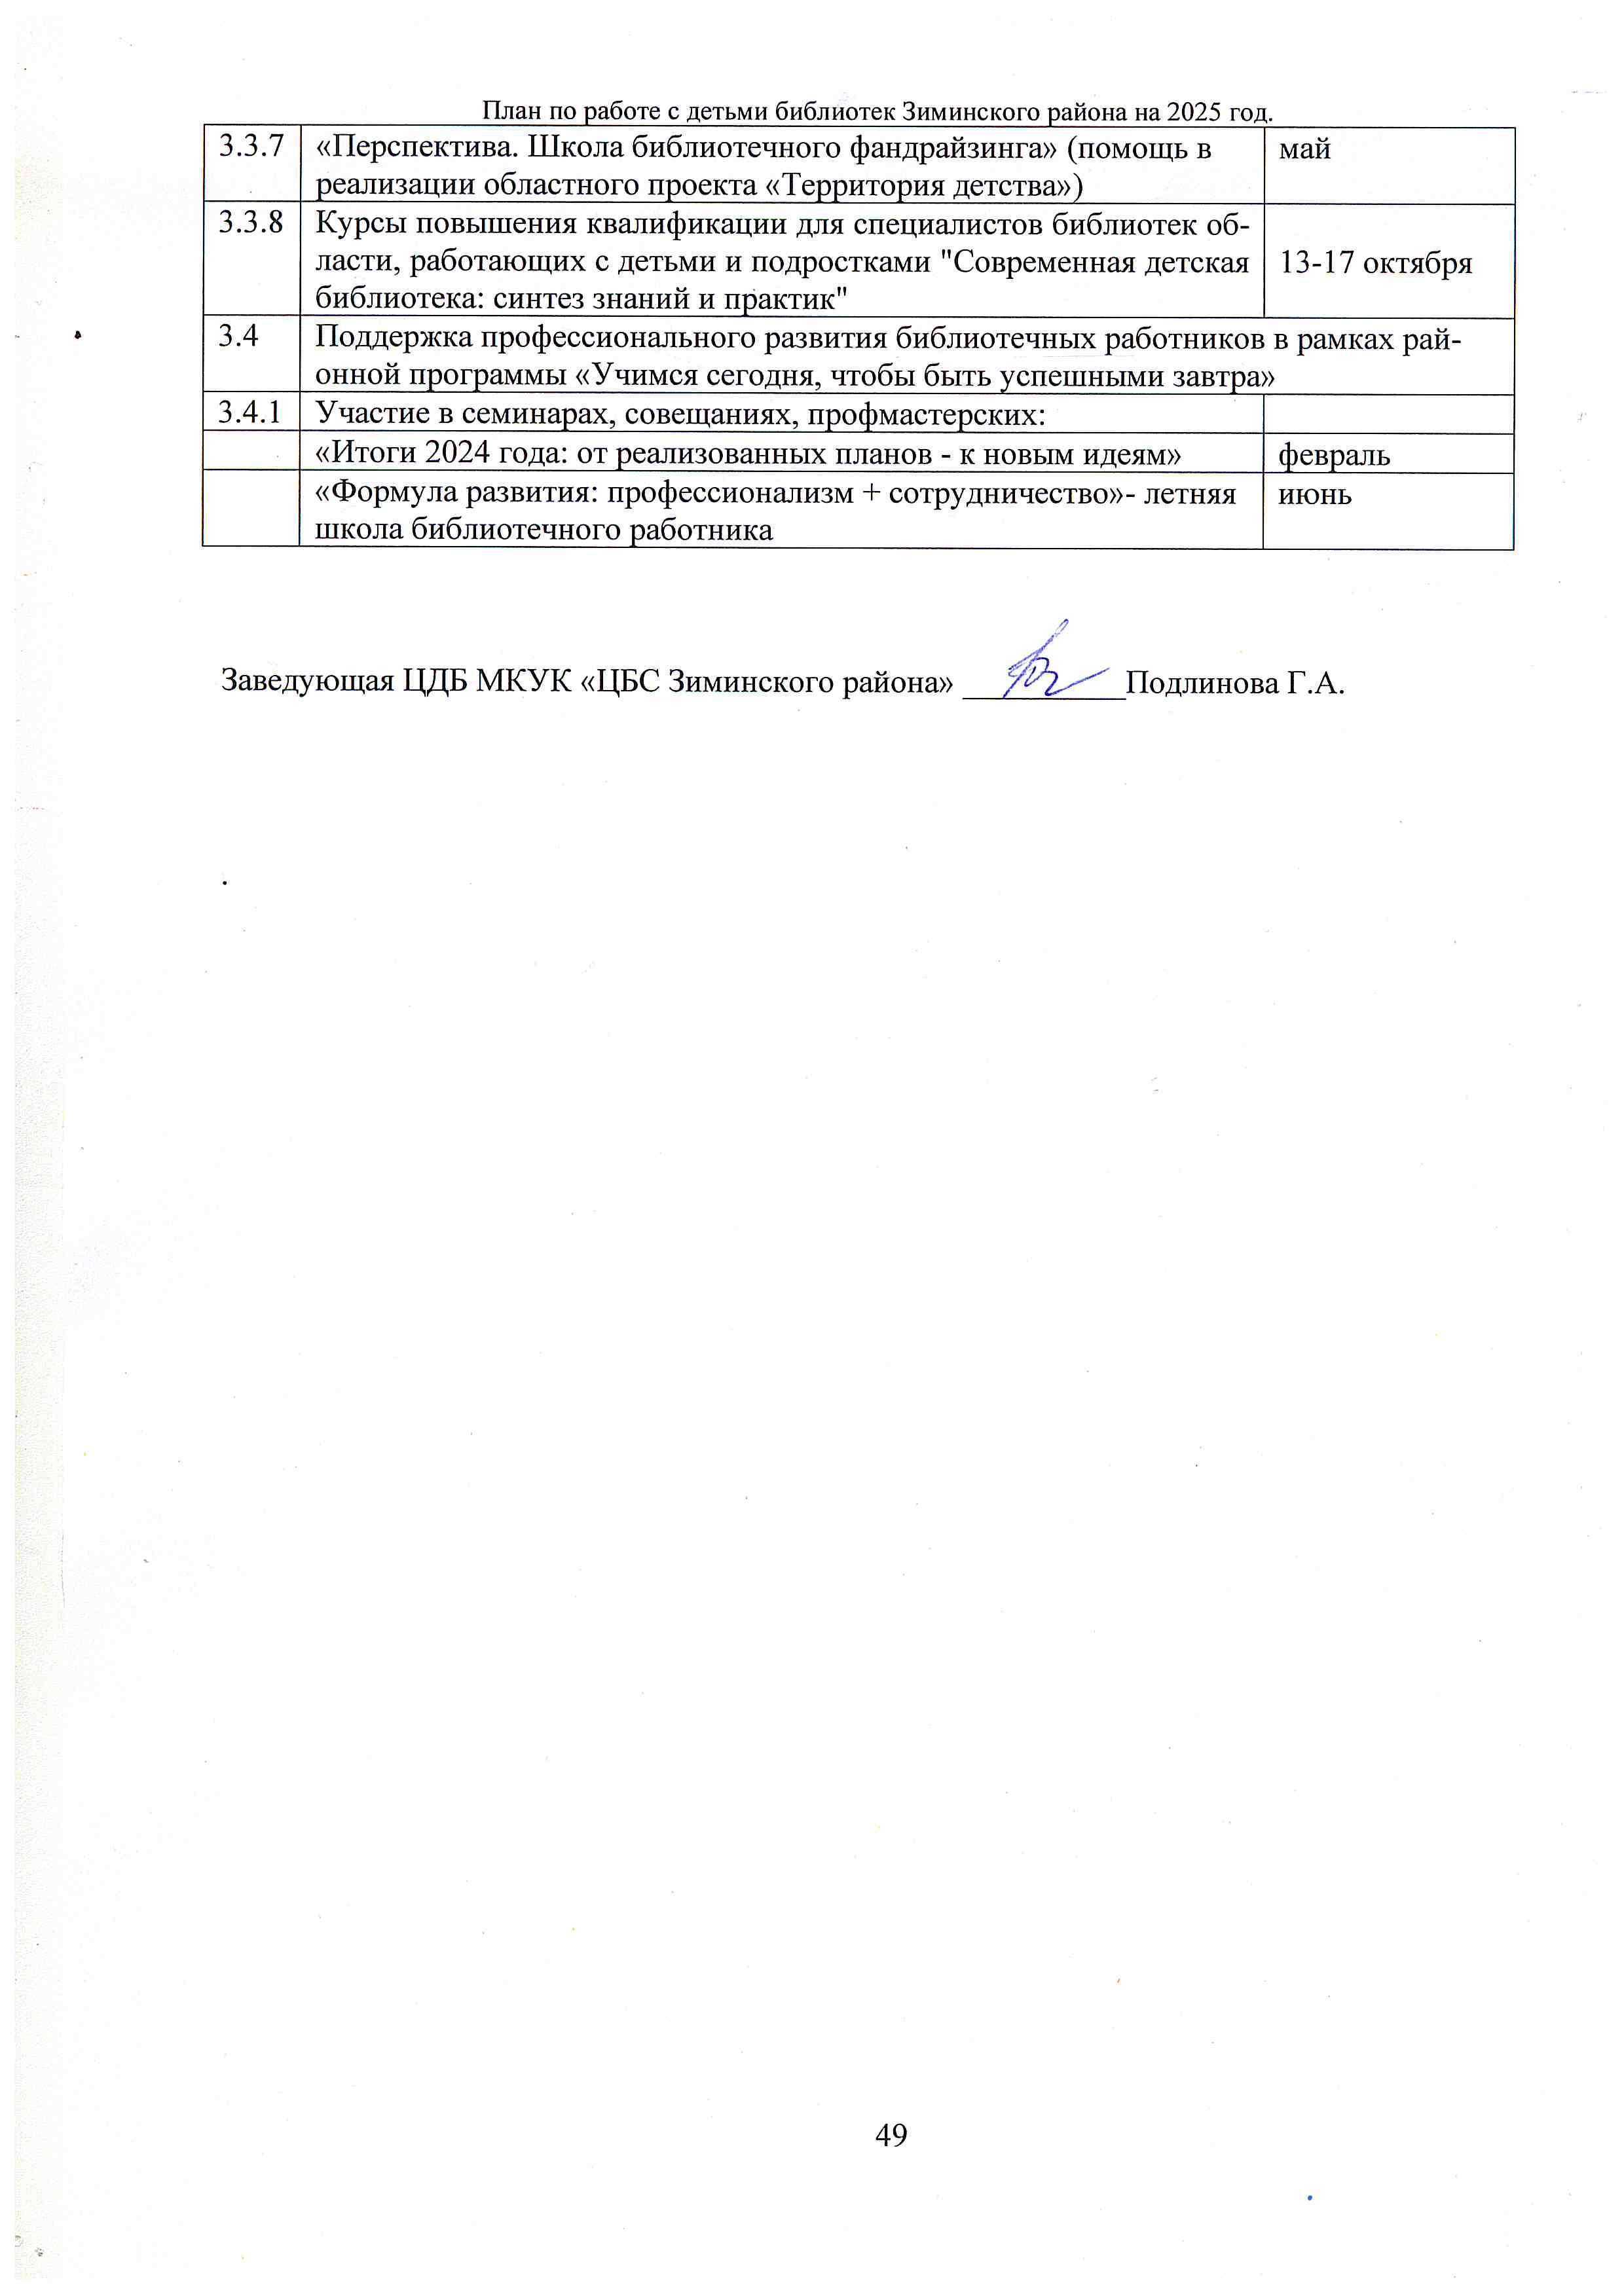 План по работе с детьми библиотек Зиминского района на 2025 год.
3.3.7 «Перспектива. Школа библиотечного фандрайзинга» (помощь в май
реализации областного проекта «Территория детства»)
3.3.8 Курсы повышения квалификации для специалистов библиотек об-
ласти, работающих с детьми и подростками "Современная детская 13-17 октября
библиотека: синтез знаний и практик"
3.4 Поддержка профессионального развития библиотечных работников в рамках рай-
онной программы «Учимся сегодня, чтобы быть успешными завтра»
3.4.1 Участие в семинарах, совещаниях, профмастерских:
«Итоги 2024 года: от реализованных планов - к новым идеям» февраль
«Формула развития: профессионализм + сотрудничество»- летняя июнь
школа библиотечного работника
Заведующая ЦДБ МКУК «ЦБС Зиминского района» __________Подлинова Г.А.
.
49